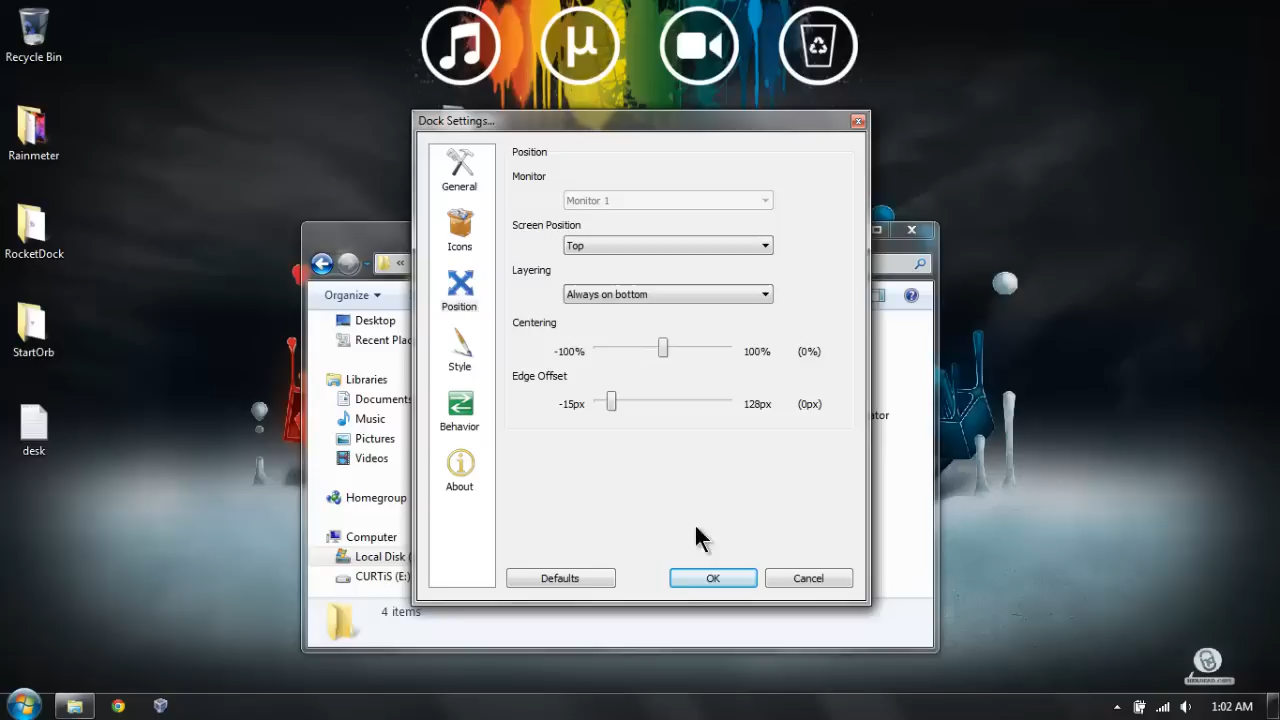 Recycle Bin
Rainmeter
RocketDock
StartOrb
desk
µ
Dock Settings...
General
Icons
Position
Style
Behavior
About
Position
Monitor
Monitor 1
Screen Position
Top
Layering
Always on bottom
Centering
-100%
100%
(0%)
Edge Offset
-15px
128px
(0px)
Defaults
OK
Cancel
«
Organize
Desktop
Recent Plac
Libraries
Documents
Music
Pictures
Videos
Homegroup
Computer
Local Disk (
CURTiS (E:)
ator
4 items
1:02 AM